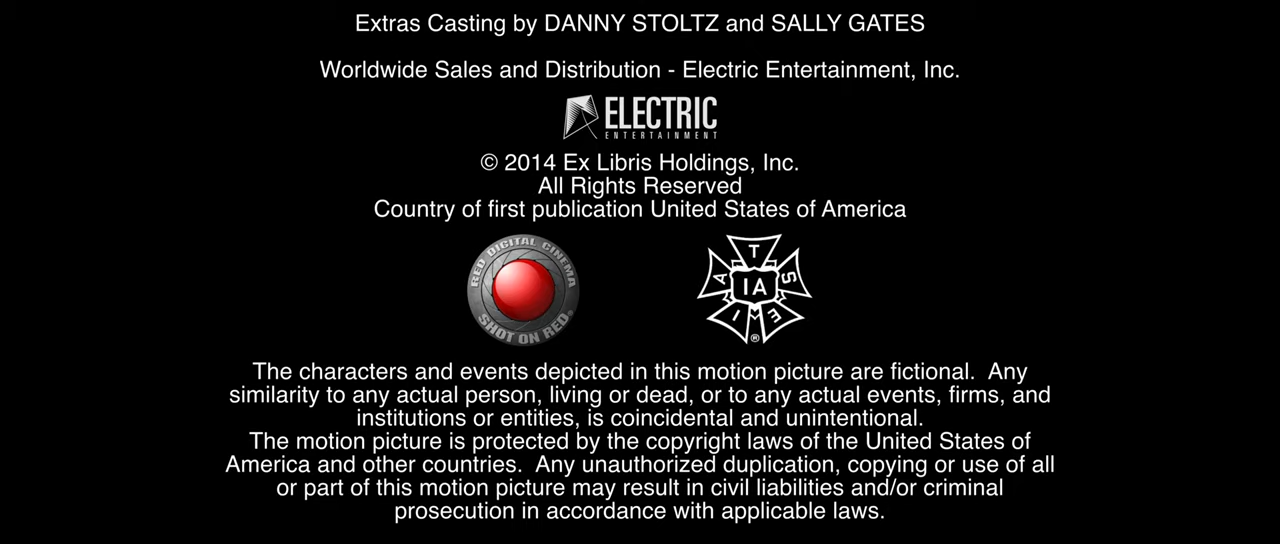 Extras Casting by DANNY STOLTZ and SALLY GATES
Worldwide Sales and Distribution - Electric Entertainment, Inc.
ELECTRIC
ENTERTAINMENT
© 2014 Ex Libris Holdings, Inc.
All Rights Reserved
Country of first publication United States of America
RED DIGITAL CINEMA
SHOT ON RED®
I A T S E
IA
®
The characters and events depicted in this motion picture are fictional.  Any
similarity to any actual person, living or dead, or to any actual events, firms, and
institutions or entities, is coincidental and unintentional.
The motion picture is protected by the copyright laws of the United States of
America and other countries.  Any unauthorized duplication, copying or use of all
or part of this motion picture may result in civil liabilities and/or criminal
prosecution in accordance with applicable laws.